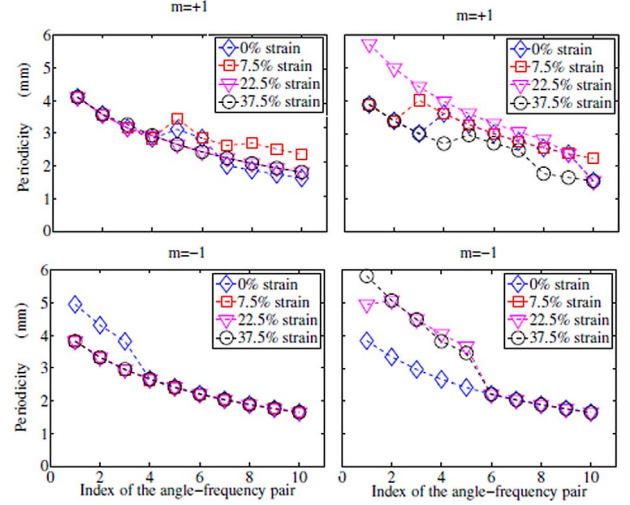 m=+1
6
5
4
3
2
1
0
Periodicity (mm)
0% strain
7.5% strain
22.5% strain
37.5% strain
m=+1
0% strain
7.5% strain
22.5% strain
37.5% strain
m=−1
6
5
4
3
2
1
0
Periodicity (mm)
0% strain
7.5% strain
22.5% strain
37.5% strain
0 2 4 6 8 10
Index of the angle−frequency pair
m=−1
0% strain
7.5% strain
22.5% strain
37.5% strain
0 2 4 6 8 10
Index of the angle−frequency pair